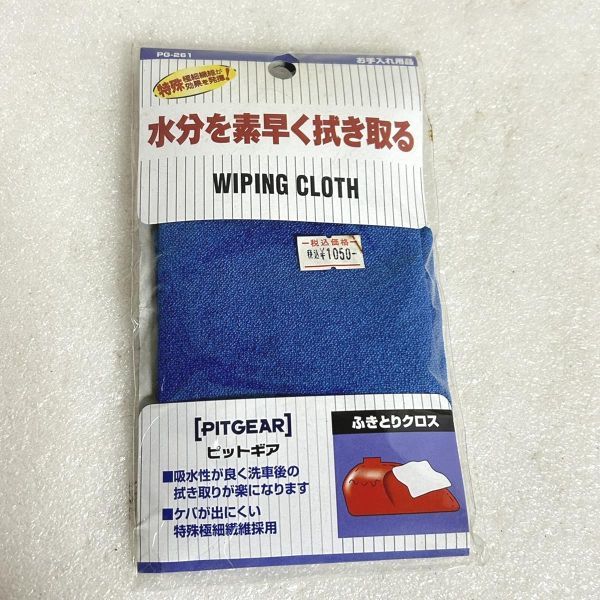 PG-261
お手入れ用品
特殊極細繊維が
効果を発揮!
水分を素早く拭き取る
WIPING CLOTH
税込価格
税込¥1050-
[PITGEAR]
ピットギア
■吸水性が良く洗車後の
拭き取りが楽になります
■ケバが出にくい
特殊極細繊維採用
ふきとりクロス